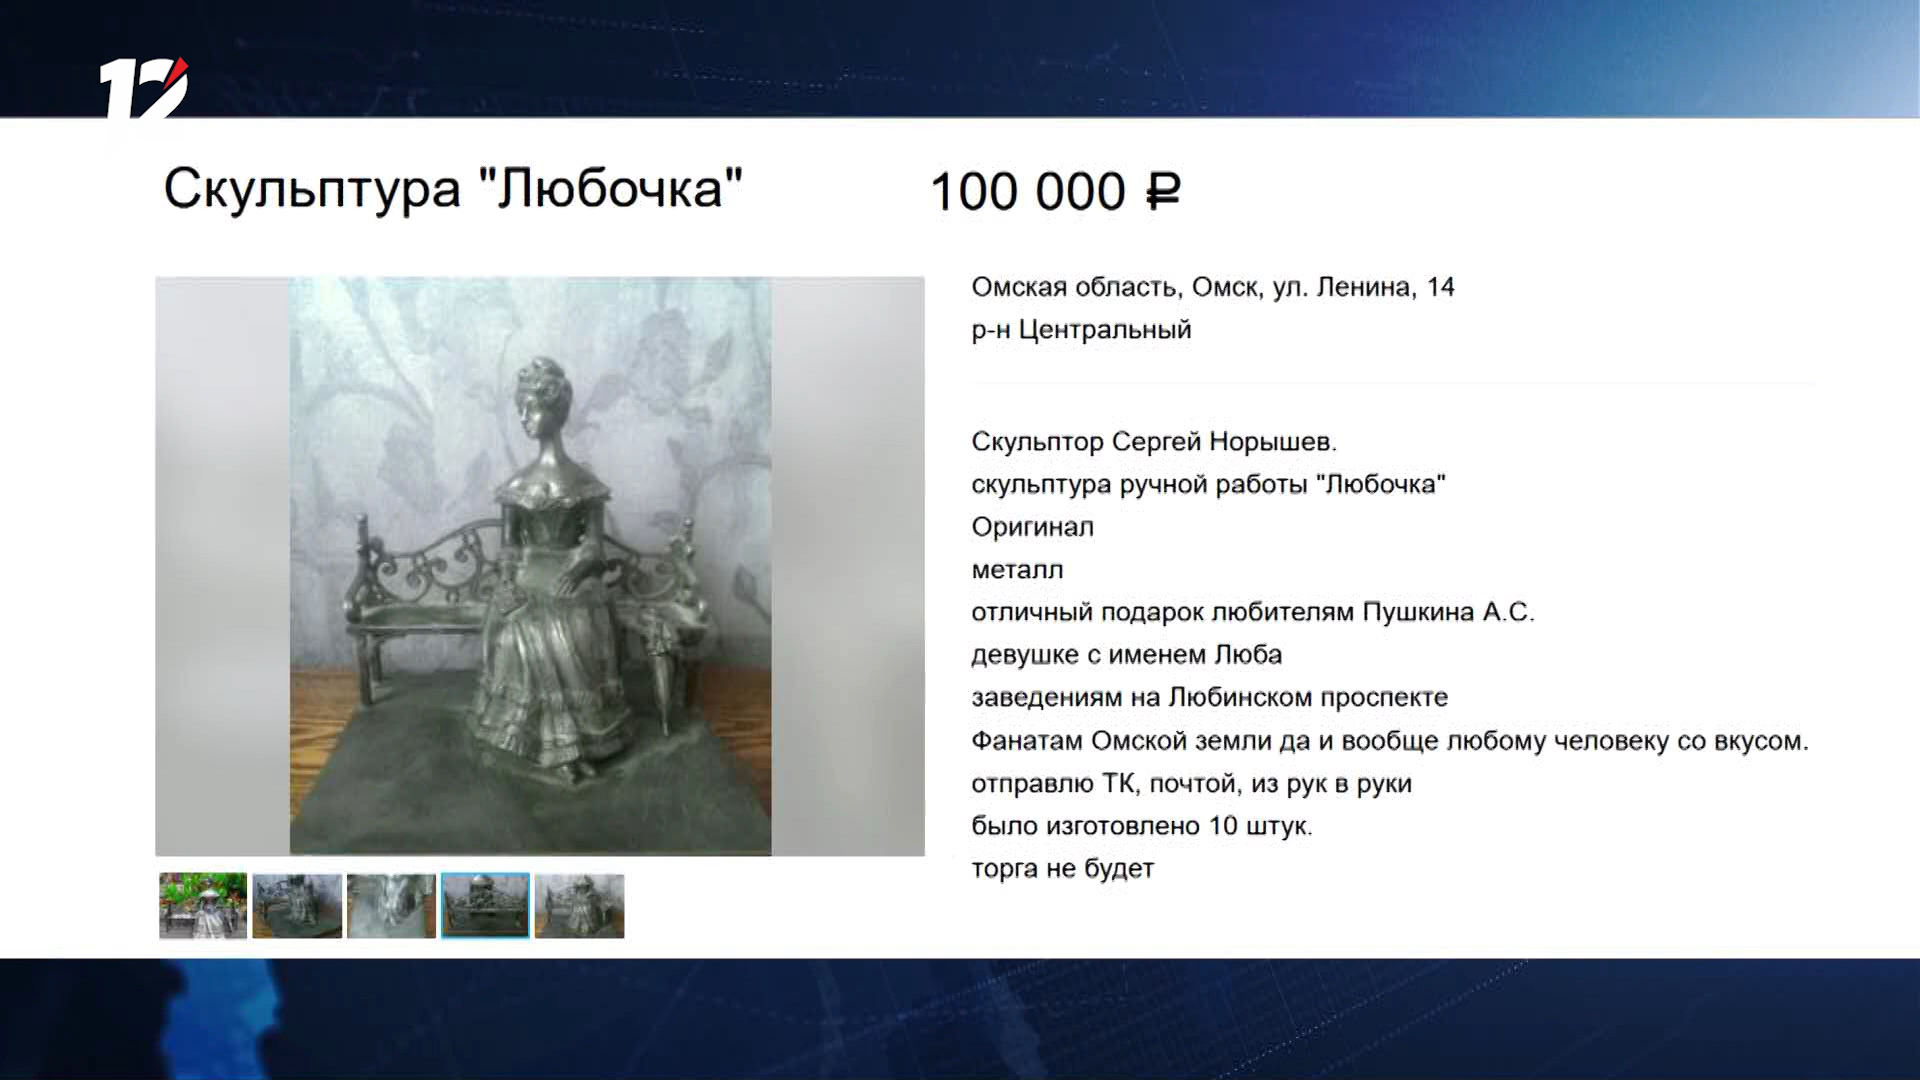 12
Скульптура "Любочка"
100 000 ₽
Омская область, Омск, ул. Ленина, 14
р-н Центральный
Скульптор Сергей Норышев.
скульптура ручной работы "Любочка"
Оригинал
металл
отличный подарок любителям Пушкина А.С.
девушке с именем Люба
заведениям на Любинском проспекте
Фанатам Омской земли да и вообще любому человеку со вкусом.
отправлю ТК, почтой, из рук в руки
было изготовлено 10 штук.
торга не будет